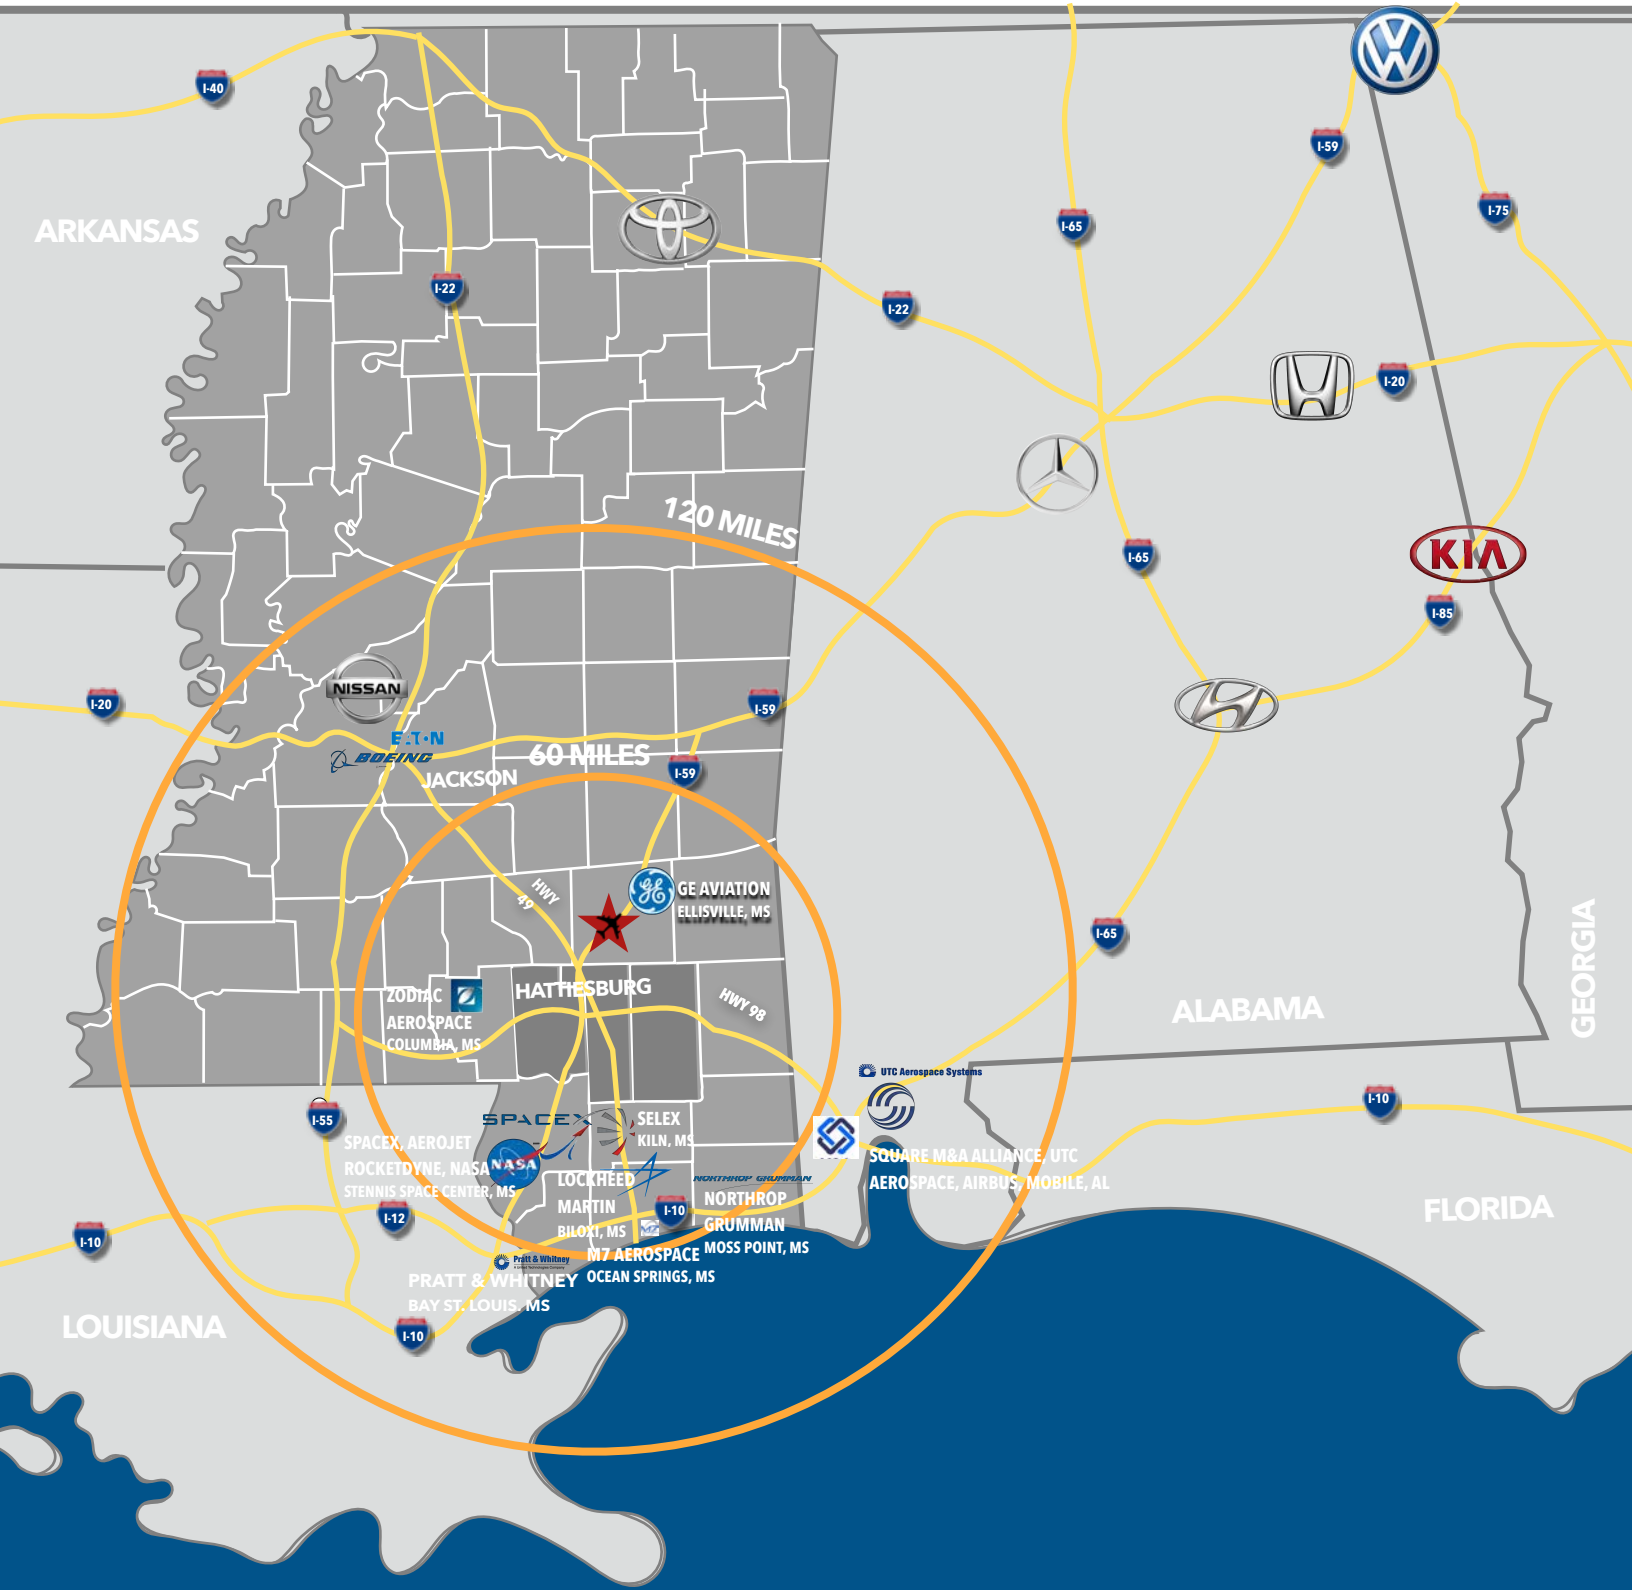 I-40
I-59
I-75
ARKANSAS
I-65
I-22
I-22
I-20
120 MILES
I-65
KIA
I-85
NISSAN
I-20
I-59
EAT•N
BOEING
60 MILES
JACKSON
I-59
HWY
49
GE AVIATION
ELLISVILLE, MS
I-65
GEORGIA
ZODIAC
AEROSPACE
COLUMBIA, MS
HATTIESBURG
HWY 98
ALABAMA
UTC Aerospace Systems
I-10
I-55
SPACEX
SELEX
KILN, MS
SPACEX, AEROJET
ROCKETDYNE, NASA
STENNIS SPACE CENTER, MS
NASA
SQUARE M&A ALLIANCE, UTC
AEROSPACE, AIRBUS, MOBILE, AL
LOCKHEED
MARTIN
BILOXI, MS
M7
NORTHROP GRUMMAN
NORTHROP
GRUMMAN
MOSS POINT, MS
I-10
I-12
FLORIDA
I-10
M7 AEROSPACE
OCEAN SPRINGS, MS
Pratt & Whitney
PRATT & WHITNEY
BAY ST. LOUIS. MS
LOUISIANA
I-10